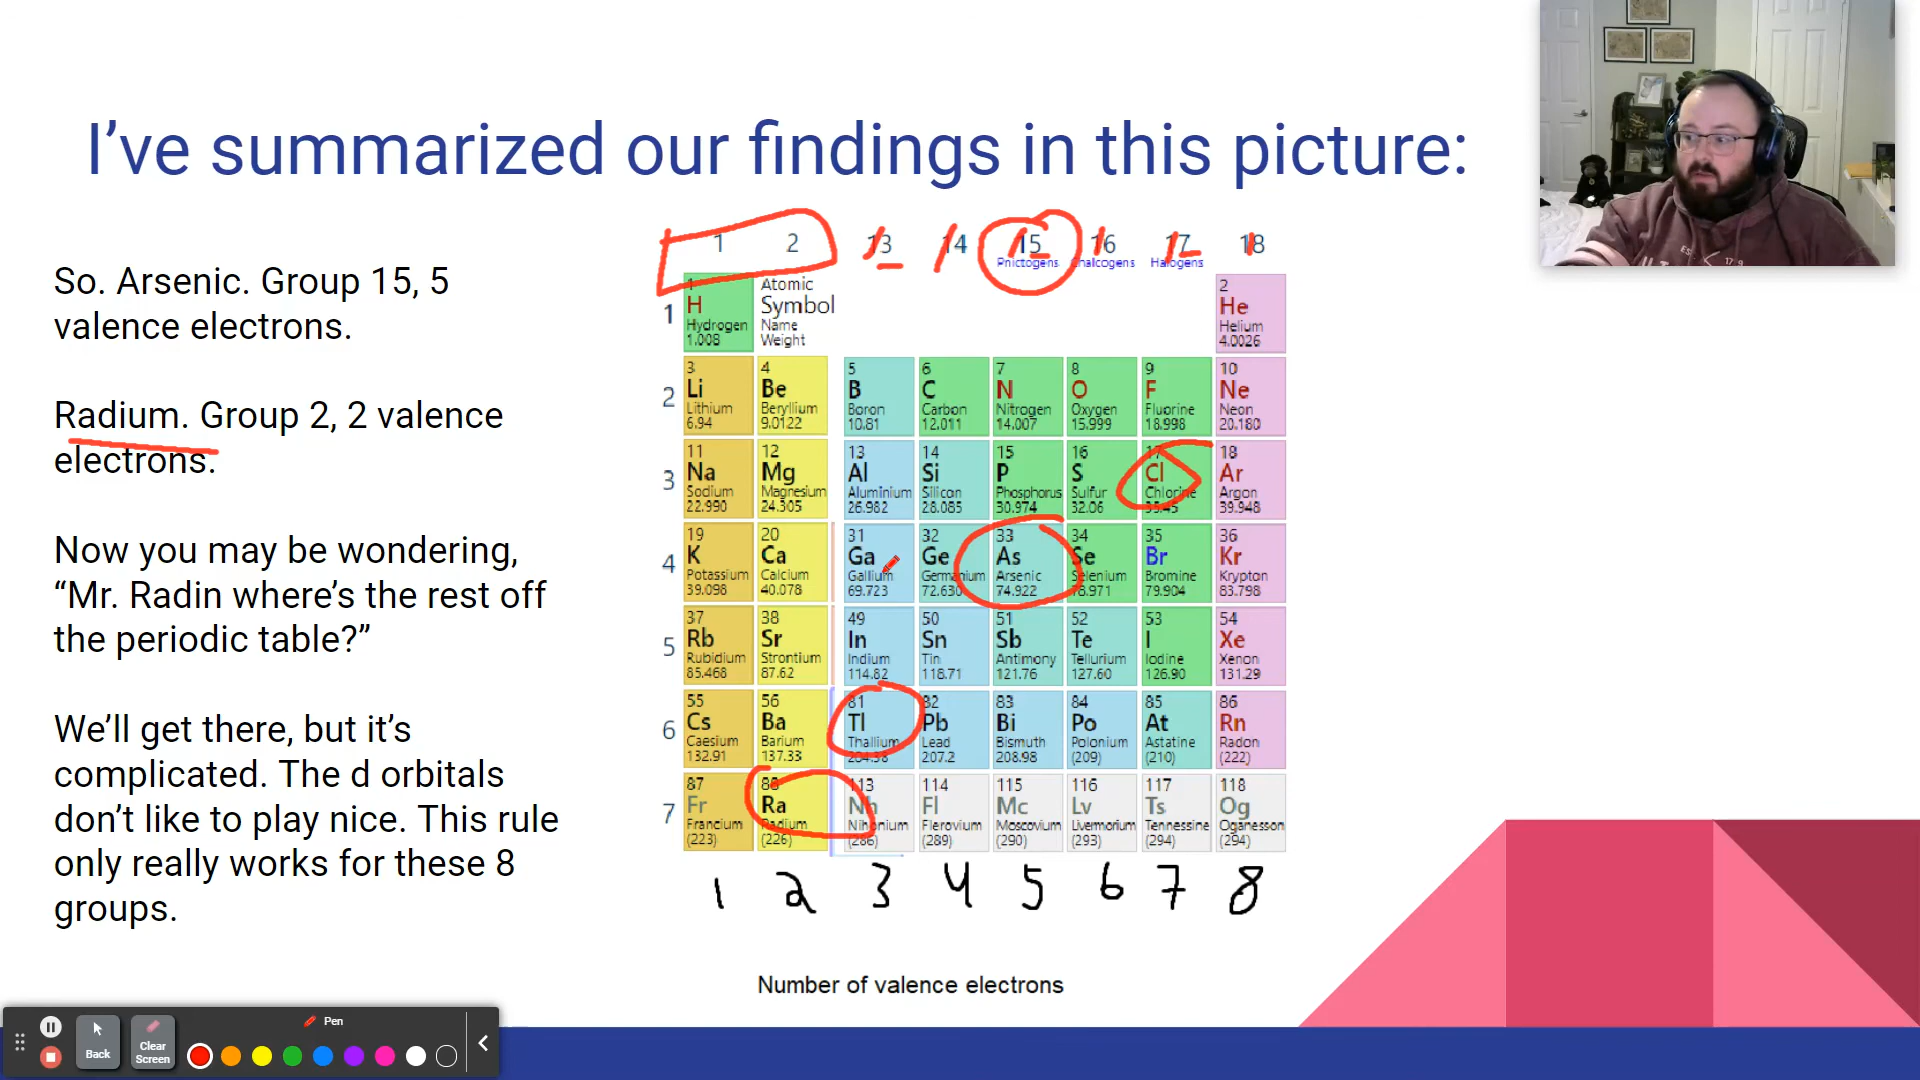 I've summarized our findings in this picture:
So. Arsenic. Group 15, 5
valence electrons.
Radium. Group 2, 2 valence
electrons.
Now you may be wondering,
“Mr. Radin where's the rest off
the periodic table?”
We'll get there, but it's
complicated. The d orbitals
don't like to play nice. This rule
only really works for these 8
groups.
1 2 13 14 15 16 17 18
Pnictogens Chalcogens Halogens
1
1 H Hydrogen 1.008
Atomic
Symbol
Name
Weight
2 He Helium 4.0026
2
3 Li Lithium 6.94
4 Be Beryllium 9.0122
5 B Boron 10.81
6 C Carbon 12.011
7 N Nitrogen 14.007
8 O Oxygen 15.999
9 F Fluorine 18.998
10 Ne Neon 20.180
3
11 Na Sodium 22.990
12 Mg Magnesium 24.305
13 Al Aluminium 26.982
14 Si Silicon 28.085
15 P Phosphorus 30.974
16 S Sulfur 32.06
17 Cl Chlorine 35.45
18 Ar Argon 39.948
4
19 K Potassium 39.098
20 Ca Calcium 40.078
31 Ga Gallium 69.723
32 Ge Germanium 72.630
33 As Arsenic 74.922
34 Se Selenium 78.971
35 Br Bromine 79.904
36 Kr Krypton 83.798
5
37 Rb Rubidium 85.468
38 Sr Strontium 87.62
49 In Indium 114.82
50 Sn Tin 118.71
51 Sb Antimony 121.76
52 Te Tellurium 127.60
53 I Iodine 126.90
54 Xe Xenon 131.29
6
55 Cs Caesium 132.91
56 Ba Barium 137.33
81 Tl Thallium 204.38
82 Pb Lead 207.2
83 Bi Bismuth 208.98
84 Po Polonium (209)
85 At Astatine (210)
86 Rn Radon (222)
7
87 Fr Francium (223)
88 Ra Radium (226)
113 Nh Nihonium (286)
114 Fl Flerovium (289)
115 Mc Moscovium (290)
116 Lv Livermorium (293)
117 Ts Tennessine (294)
118 Og Oganesson (294)
1 2 3 4 5 6 7 8
Number of valence electrons
Pen
Back
Clear
Screen